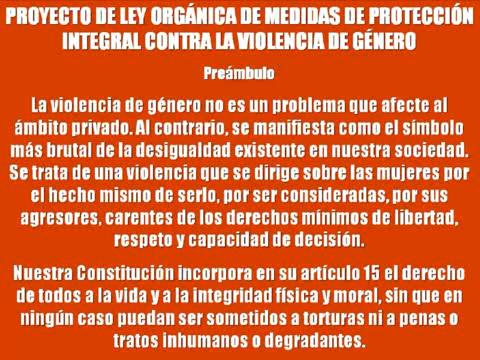 PROYECTO DE LEY ORGÁNICA DE MEDIDAS DE PROTECCIÓN
INTEGRAL CONTRA LA VIOLENCIA DE GÉNERO
Preámbulo
La violencia de género no es un problema que afecte al
ámbito privado. Al contrario, se manifiesta como el símbolo
más brutal de la desigualdad existente en nuestra sociedad.
Se trata de una violencia que se dirige sobre las mujeres por
el hecho mismo de serlo, por ser consideradas, por sus
agresores, carentes de los derechos mínimos de libertad,
respeto y capacidad de decisión.
Nuestra Constitución incorpora en su artículo 15 el derecho
de todos a la vida y a la integridad física y moral, sin que en
ningún caso puedan ser sometidos a torturas ni a penas o
tratos inhumanos o degradantes.